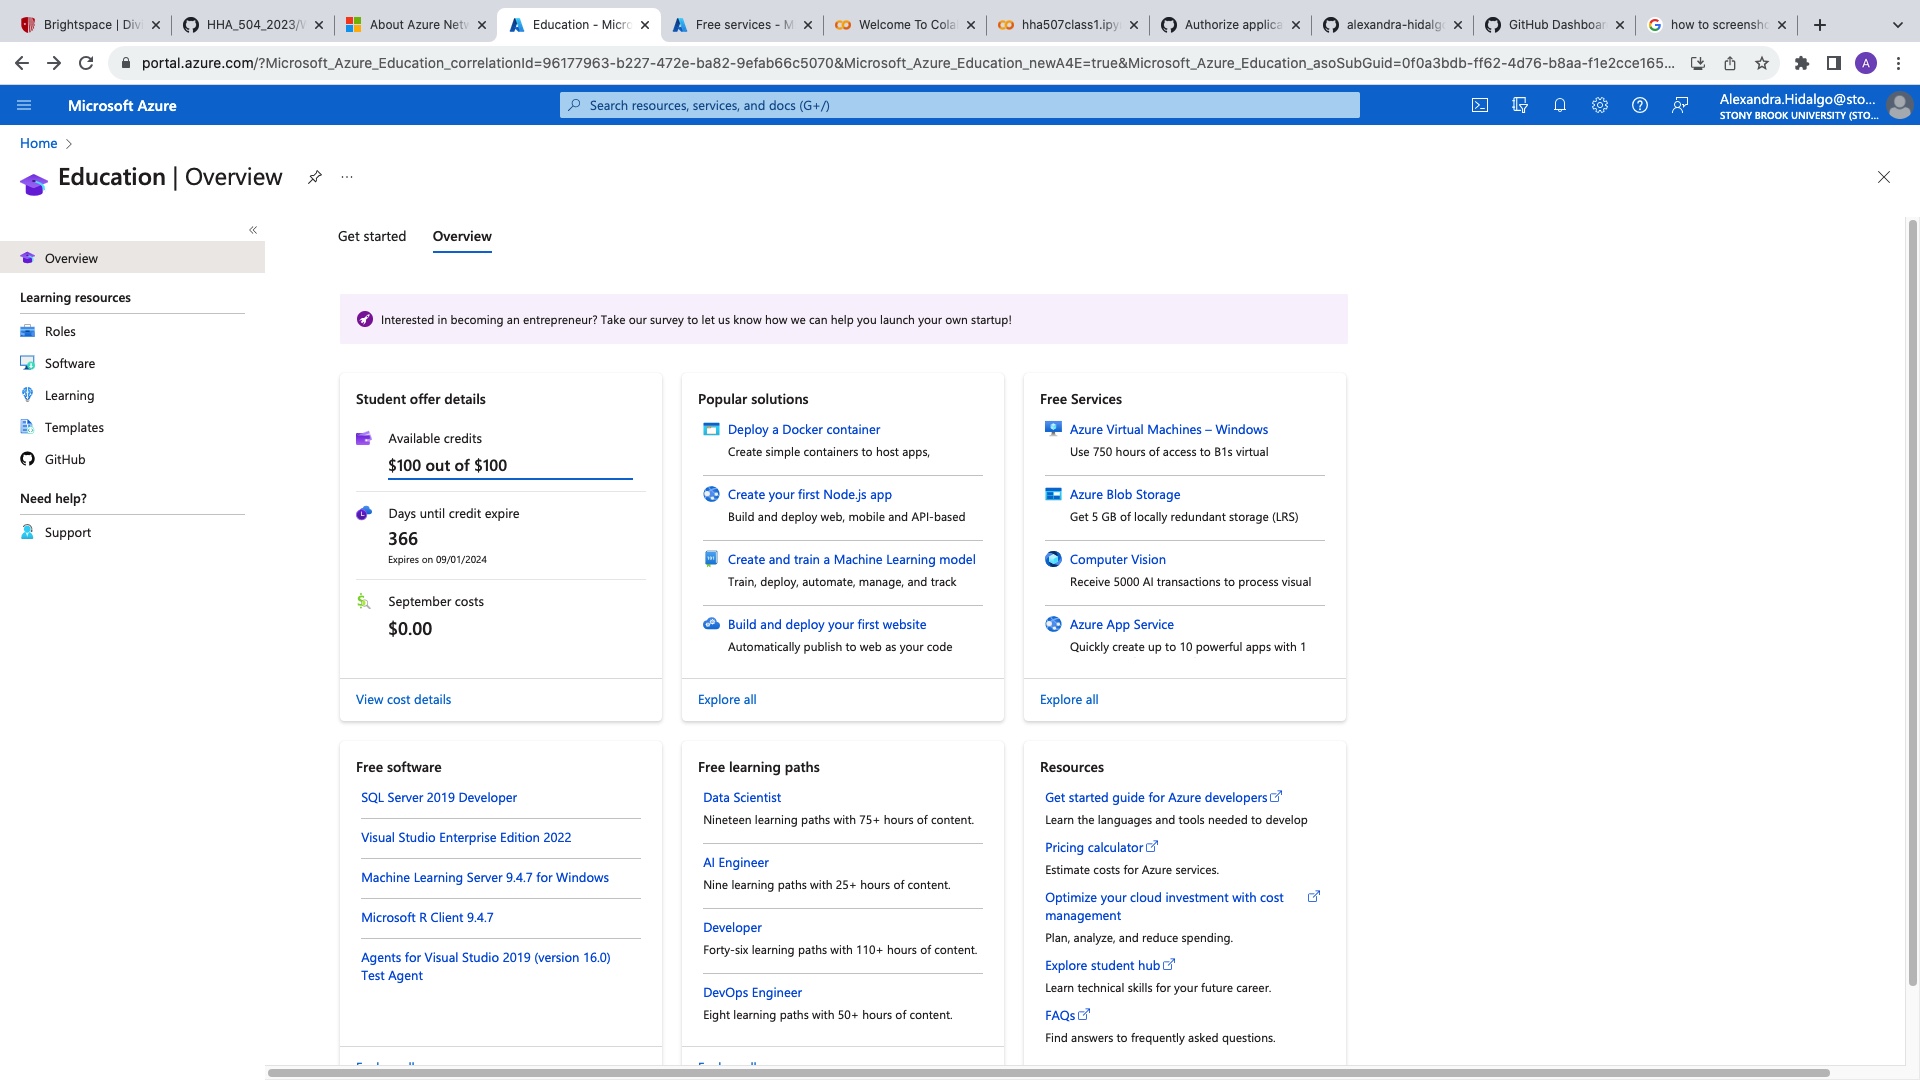 Brightspace | Divi
HHA_504_2023/W
About Azure Netw
Education - Micro
Free services - M
Welcome To Colab
hha507class1.ipy
Authorize applica
alexandra-hidalgo
GitHub Dashboar
how to screensho
portal.azure.com/?Microsoft_Azure_Education_correlationId=96177963-b227-472e-ba82-9efab66c5070&Microsoft_Azure_Education_newA4E=true&Microsoft_Azure_Education_asoSubGuid=0f0a3bdb-ff62-4d76-b8aa-f1e2cce165...
A
Microsoft Azure
Search resources, services, and docs (G+/)
Alexandra.Hidalgo@sto...
STONY BROOK UNIVERSITY (STO...
Home
Education | Overview
...
Overview
Learning resources
Roles
Software
Learning
Templates
GitHub
Need help?
Support
Get started
Overview
Interested in becoming an entrepreneur? Take our survey to let us know how we can help you launch your own startup!
Student offer details
Available credits
$100 out of $100
Days until credit expire
366
Expires on 09/01/2024
September costs
$0.00
View cost details
Popular solutions
Deploy a Docker container
Create simple containers to host apps,
Create your first Node.js app
Build and deploy web, mobile and API-based
Create and train a Machine Learning model
Train, deploy, automate, manage, and track
Build and deploy your first website
Automatically publish to web as your code
Explore all
Free Services
Azure Virtual Machines – Windows
Use 750 hours of access to B1s virtual
Azure Blob Storage
Get 5 GB of locally redundant storage (LRS)
Computer Vision
Receive 5000 AI transactions to process visual
Azure App Service
Quickly create up to 10 powerful apps with 1
Explore all
Free software
SQL Server 2019 Developer
Visual Studio Enterprise Edition 2022
Machine Learning Server 9.4.7 for Windows
Microsoft R Client 9.4.7
Agents for Visual Studio 2019 (version 16.0)
Test Agent
Free learning paths
Data Scientist
Nineteen learning paths with 75+ hours of content.
AI Engineer
Nine learning paths with 25+ hours of content.
Developer
Forty-six learning paths with 110+ hours of content.
DevOps Engineer
Eight learning paths with 50+ hours of content.
Resources
Get started guide for Azure developers
Learn the languages and tools needed to develop
Pricing calculator
Estimate costs for Azure services.
Optimize your cloud investment with cost
management
Plan, analyze, and reduce spending.
Explore student hub
Learn technical skills for your future career.
FAQs
Find answers to frequently asked questions.